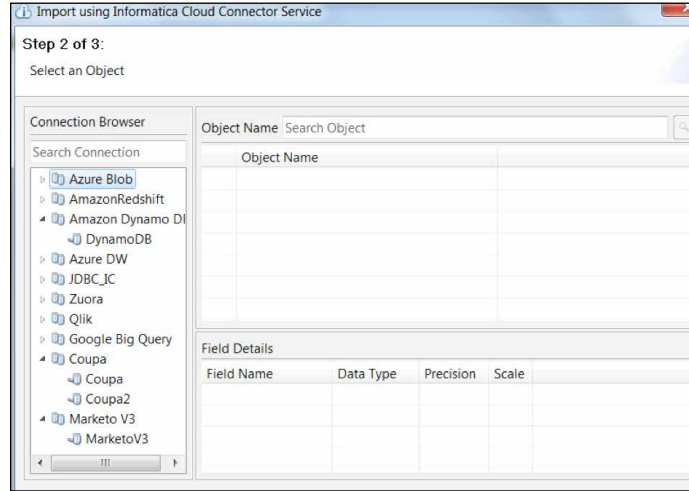 Import using Informatica Cloud Connector Service
Step 2 of 3:
Select an Object
Connection Browser
Search Connection
Azure Blob
AmazonRedshift
Amazon Dynamo
DynamoDB
Azure DW
JDBC_IC
Zuora
Qlik
Google Big Query
Coupa
Coupa
Coupa2
Marketo V3
MarketoV3
Object Name Search Object
Object Name
Field Details
Field Name Data Type Precision Scale